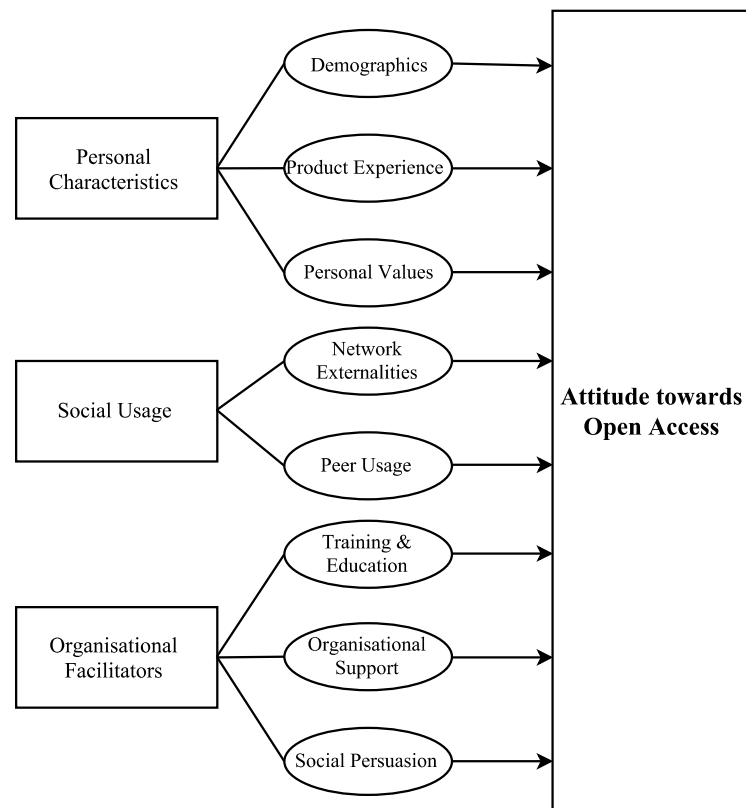 Demographics
Personal
Characteristics
Product Experience
Personal Values
Network
Externalities
Social Usage
Peer Usage
Attitude towards
Open Access
Training &
Education
Organisational
Facilitators
Organisational
Support
Social Persuasion